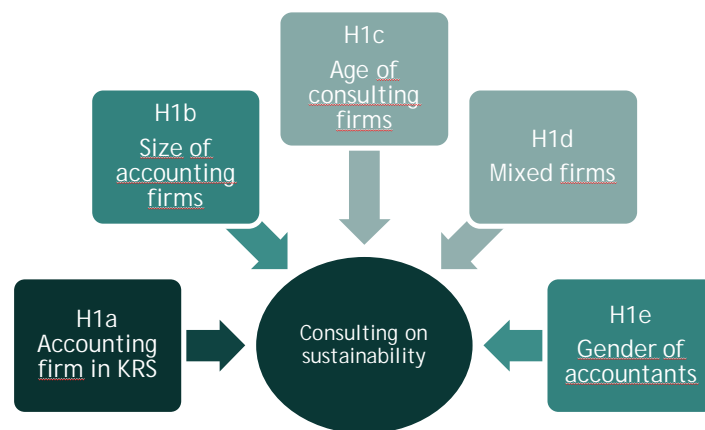 H1c
Age of
consulting
firms
H1b
Size of
accounting
firms
H1d
Mixed firms
H1a
Accounting
firm in KRS
Consulting on
sustainability
H1e
Gender of
accountants